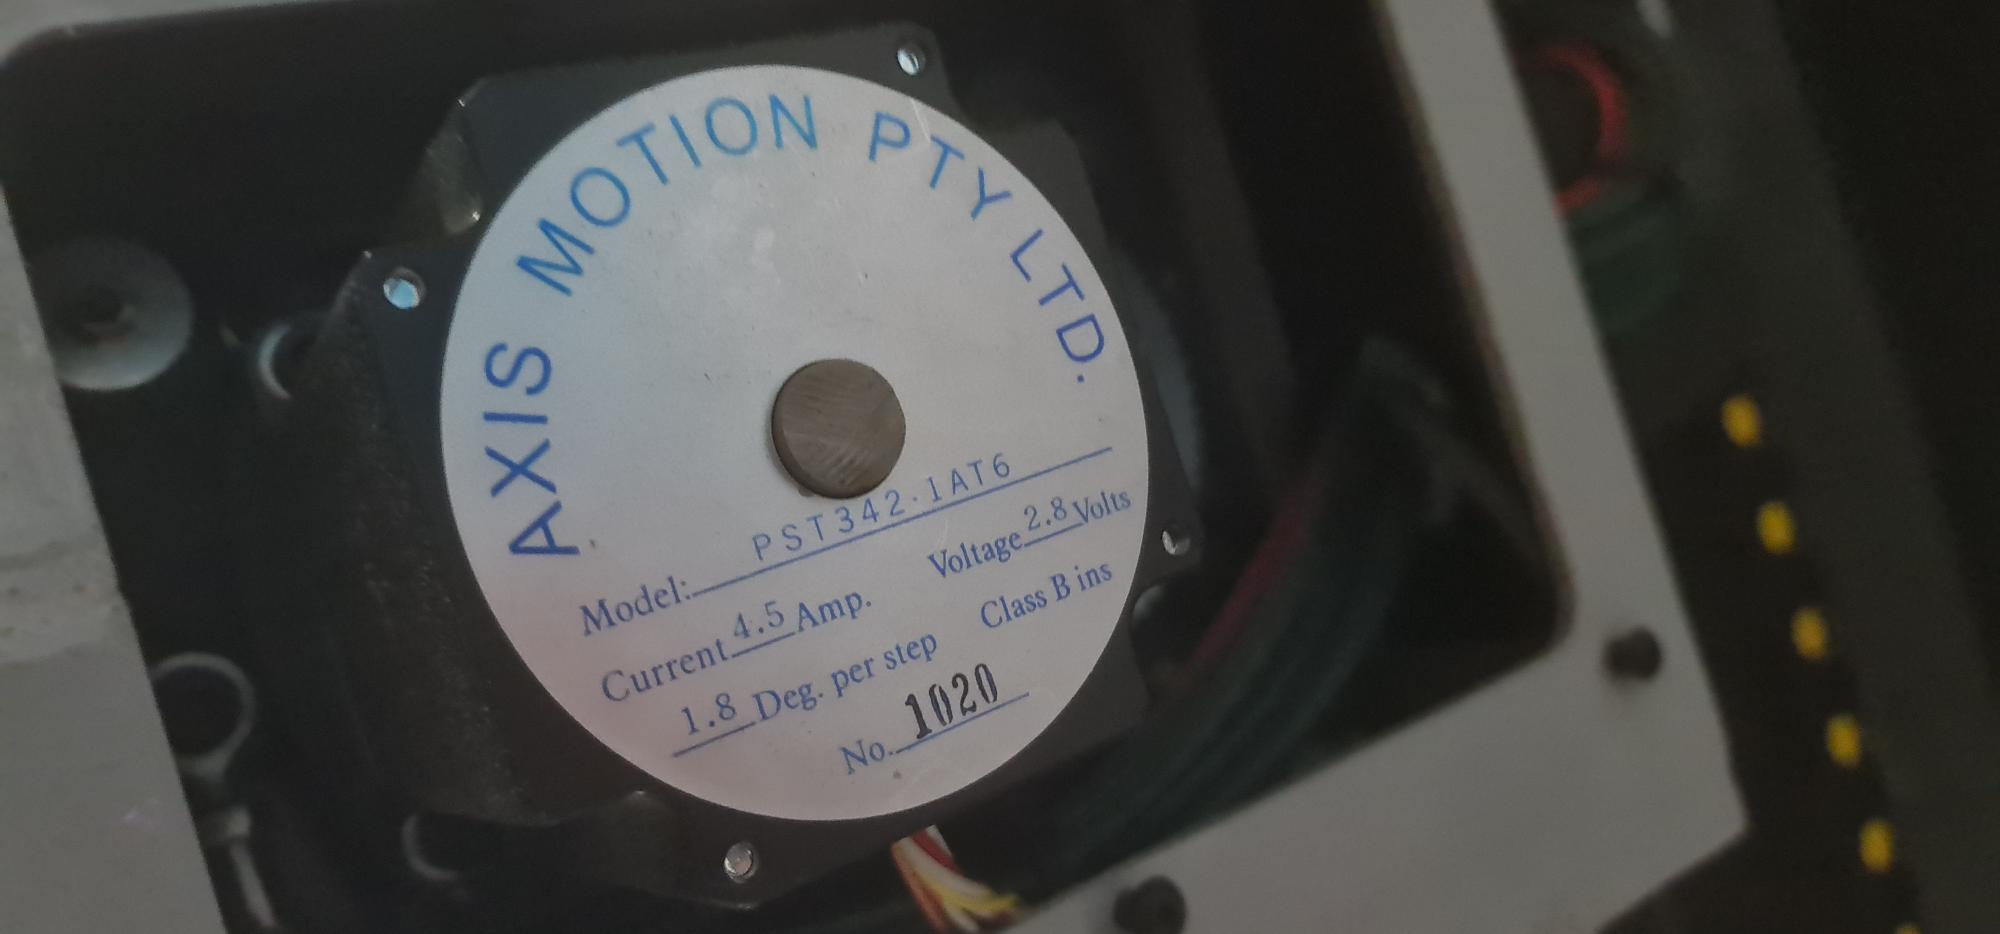 AXIS MOTION PTY LTD.
Model: PST342·1AT6
Current 4.5 Amp. Voltage 2.8 Volts
1.8 Deg. per step Class B ins
No. 1020